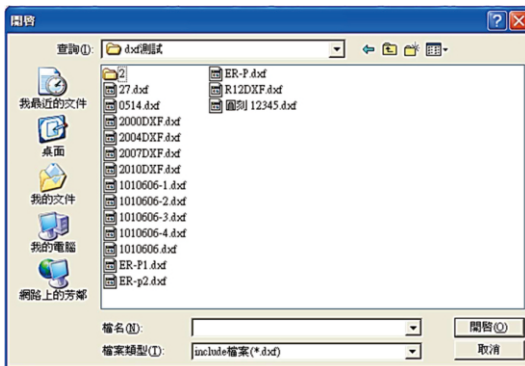 開啓
查詢(I): dxf測試
我最近的文件
桌面
我的文件
我的電腦
網路上的芳鄰
2
27.dxf
0514.dxf
2000DXF.dxf
2004DXF.dxf
2007DXF.dxf
2010DXF.dxf
1010606-1.dxf
1010606-2.dxf
1010606-3.dxf
1010606-4.dxf
1010606.dxf
ER-P1.dxf
ER-p2.dxf
ER-P.dxf
R12DXF.dxf
圓刻 12345.dxf
檔名(N): 開啓(O)
檔案類型(T): include檔案(*.dxf) 取消